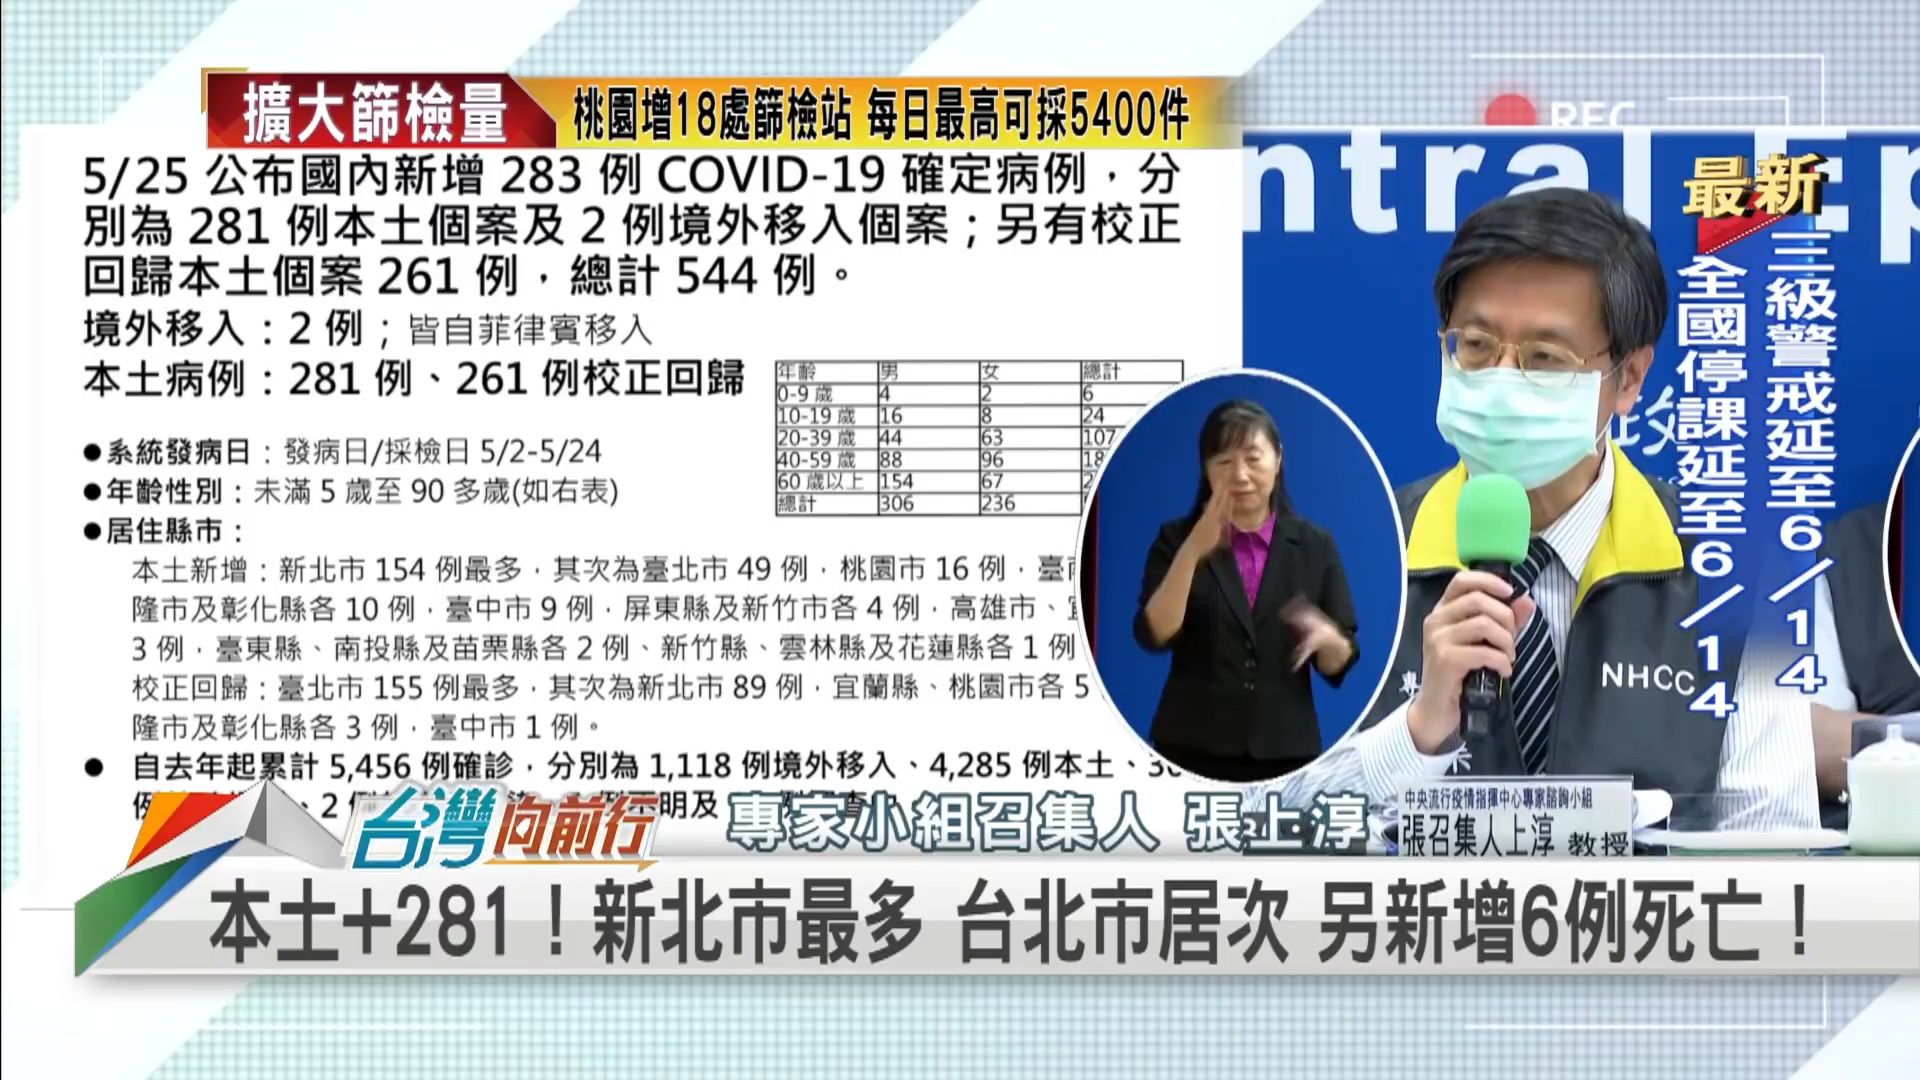 擴大篩檢量
桃園增18處篩檢站 每日最高可採5400件
REC
ntral Ep
5/25 公布國內新增 283 例 COVID-19 確定病例，分
別為 281 例本土個案及 2 例境外移入個案；另有校正
回歸本土個案 261 例，總計 544 例。
境外移入：2 例；皆自菲律賓移入
本土病例：281 例、261 例校正回歸
年齡 男 女 總計
0-9 歲 4 2 6
10-19 歲 16 8 24
20-39 歲 44 63 107
40-59 歲 88 96 18
60 歲以上 154 67 2
總計 306 236
●系統發病日：發病日/採檢日 5/2-5/24
●年齡性別：未滿 5 歲至 90 多歲(如右表)
●居住縣市：
本土新增：新北市 154 例最多，其次為臺北市 49 例，桃園市 16 例，臺
隆市及彰化縣各 10 例，臺中市 9 例，屏東縣及新竹市各 4 例，高雄市、
3 例，臺東縣、南投縣及苗栗縣各 2 例、新竹縣、雲林縣及花蓮縣各 1 例
校正回歸：臺北市 155 例最多，其次為新北市 89 例，宜蘭縣、桃園市各 5
隆市及彰化縣各 3 例，臺中市 1 例。
● 自去年起累計 5,456 例確診，分別為 1,118 例境外移入、4,285 例本土、
最新
三級警戒延至6/14
全國停課延至6/14
政
NHCC
專
中央流行疫情指揮中心專家諮詢小組
張召集人上淳 教授
台灣向前行
專家小組召集人 張上淳
本土+281！新北市最多 台北市居次 另新增6例死亡！